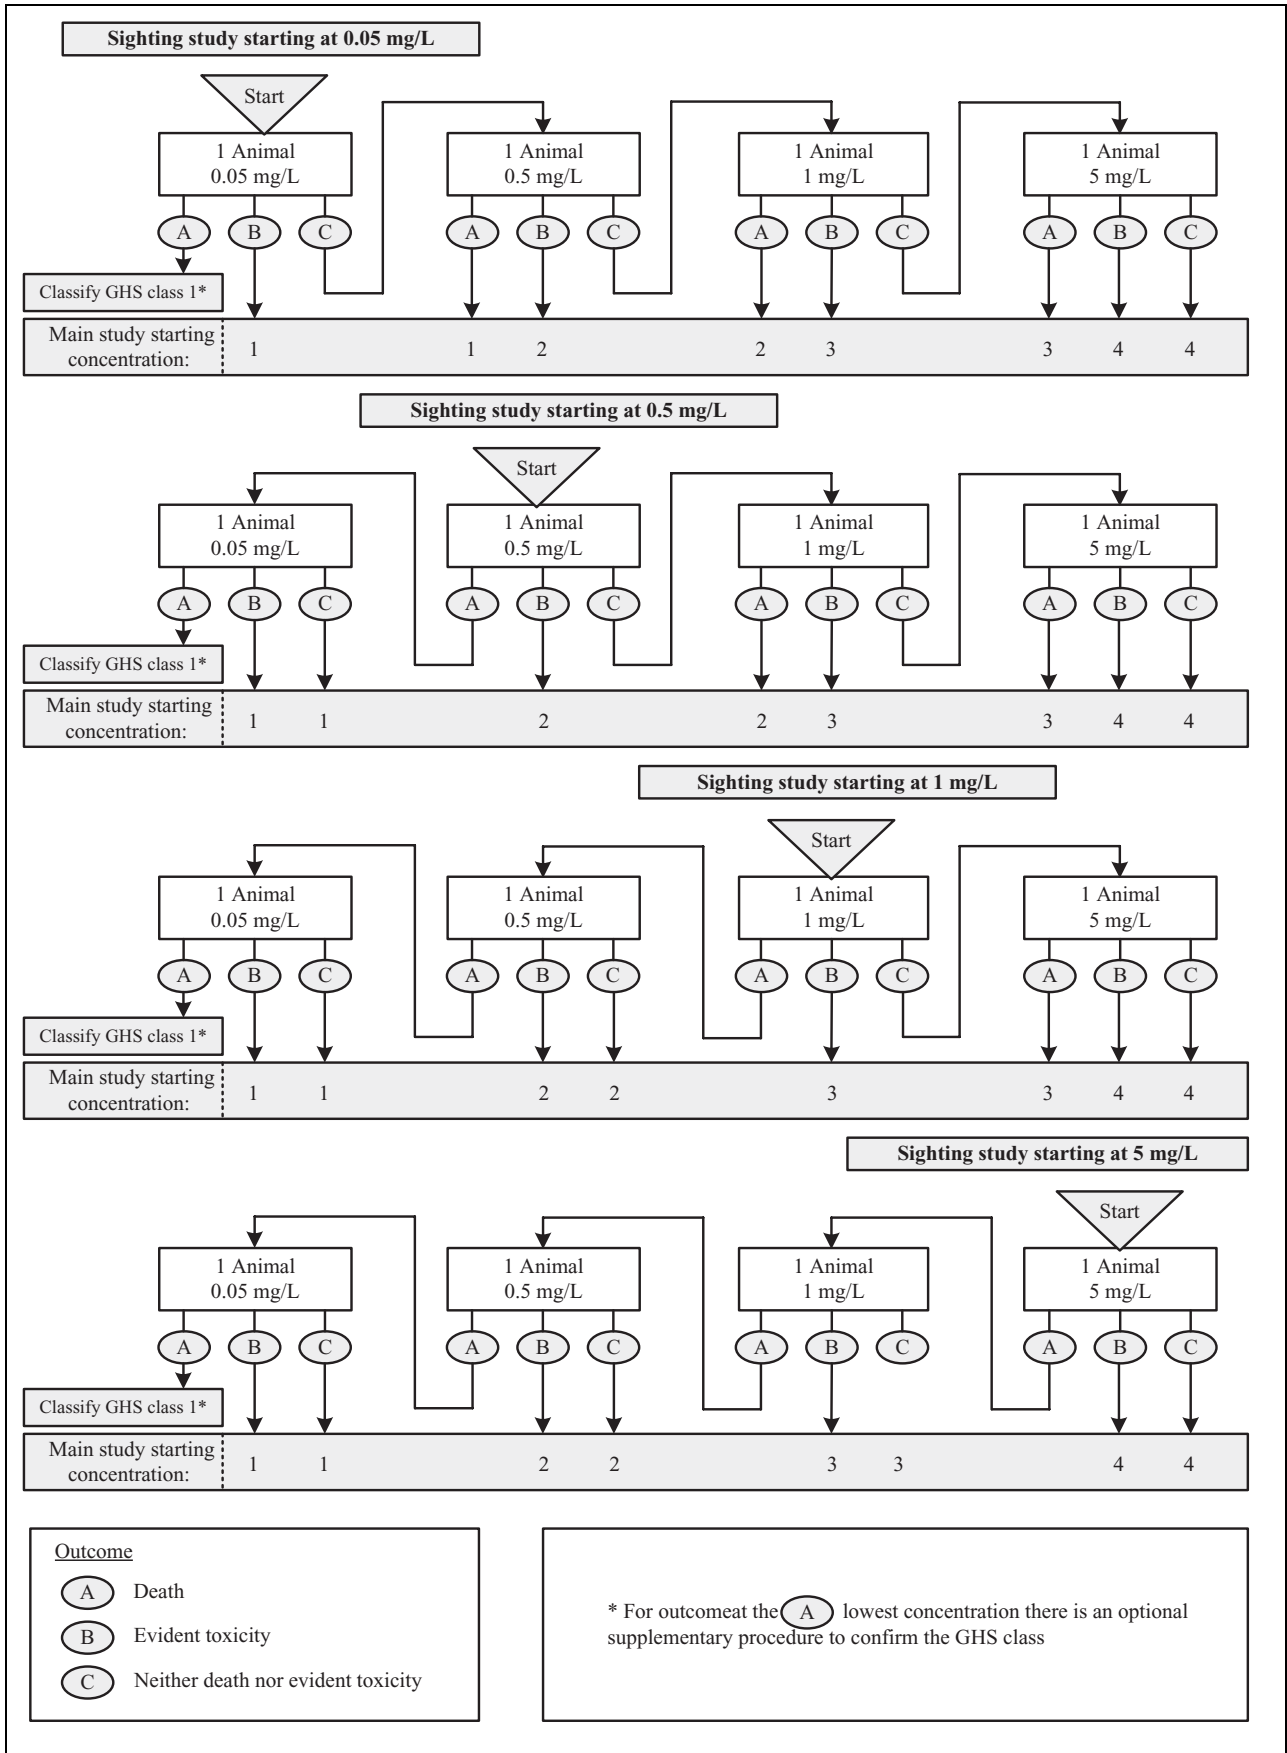 Sighting study starting at 0.05 mg/L
Start
1 Animal
0.05 mg/L
1 Animal
0.5 mg/L
1 Animal
1 mg/L
1 Animal
5 mg/L
A B C A B C A B C A B C
Classify GHS class 1*
Main study starting
concentration:
1 1 2 2 3 3 4 4
Sighting study starting at 0.5 mg/L
Start
1 Animal
0.05 mg/L
1 Animal
0.5 mg/L
1 Animal
1 mg/L
1 Animal
5 mg/L
A B C A B C A B C A B C
Classify GHS class 1*
Main study starting
concentration:
1 1 2 2 3 3 4 4
Sighting study starting at 1 mg/L
Start
1 Animal
0.05 mg/L
1 Animal
0.5 mg/L
1 Animal
1 mg/L
1 Animal
5 mg/L
A B C A B C A B C A B C
Classify GHS class 1*
Main study starting
concentration:
1 1 2 2 3 3 4 4
Sighting study starting at 5 mg/L
Start
1 Animal
0.05 mg/L
1 Animal
0.5 mg/L
1 Animal
1 mg/L
1 Animal
5 mg/L
A B C A B C A B C A B C
Classify GHS class 1*
Main study starting
concentration:
1 1 2 2 3 3 4 4
Outcome
A Death
B Evident toxicity
C Neither death nor evident toxicity
* For outcomeat the A lowest concentration there is an optional
supplementary procedure to confirm the GHS class